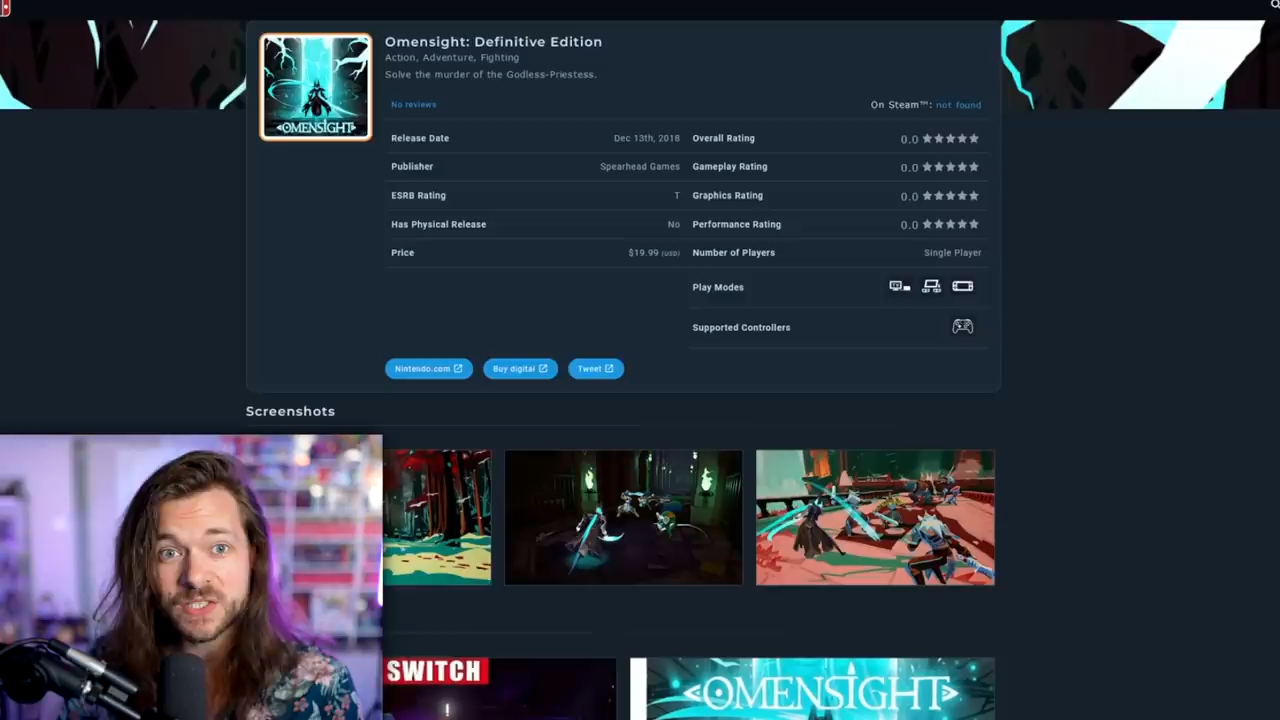 Omensight: Definitive Edition
Action, Adventure, Fighting
Solve the murder of the Godless-Priestess.
OMENSIGHT
No reviews
On Steam™: not found
Release Date Dec 13th, 2018
Overall Rating 0.0
Publisher Spearhead Games
Gameplay Rating 0.0
ESRB Rating T
Graphics Rating 0.0
Has Physical Release No
Performance Rating 0.0
Price $19.99 (USD)
Number of Players Single Player
Play Modes
Supported Controllers
Nintendo.com
Buy digital
Tweet
Screenshots
SWITCH
OMENSIGHT